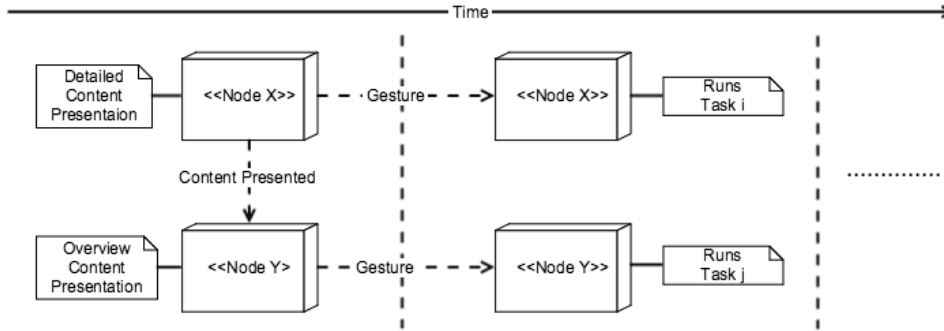 Time
Detailed
Content
Presentaion
<<Node X>>
Gesture
<<Node X>>
Runs
Task i
Content Presented
Overview
Content
Presentation
<<Node Y>
Gesture
<<Node Y>>
Runs
Task j
..............